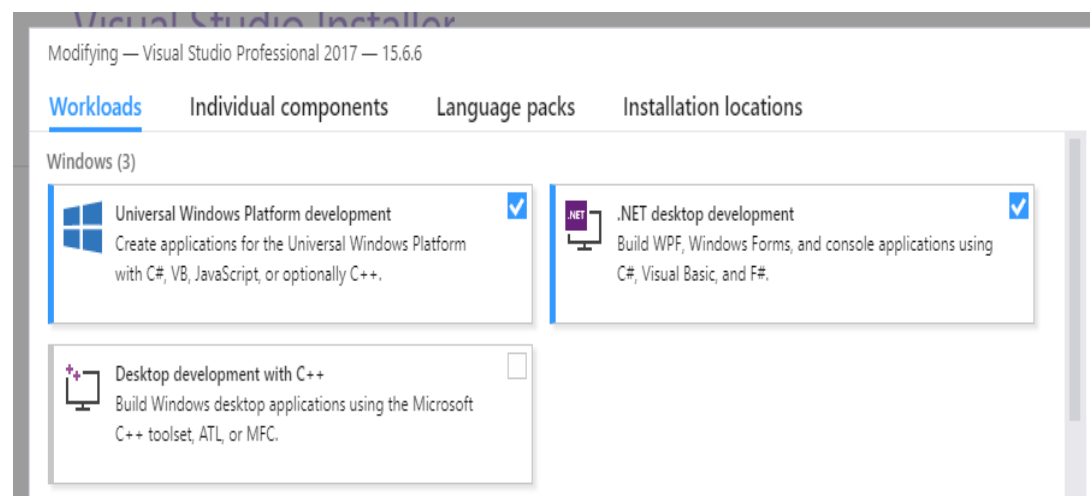 Visual Studio Installer
Modifying — Visual Studio Professional 2017 — 15.6.6
Workloads Individual components Language packs Installation locations
Windows (3)
Universal Windows Platform development
Create applications for the Universal Windows Platform
with C#, VB, JavaScript, or optionally C++.
.NET
.NET desktop development
Build WPF, Windows Forms, and console applications using
C#, Visual Basic, and F#.
Desktop development with C++
Build Windows desktop applications using the Microsoft
C++ toolset, ATL, or MFC.